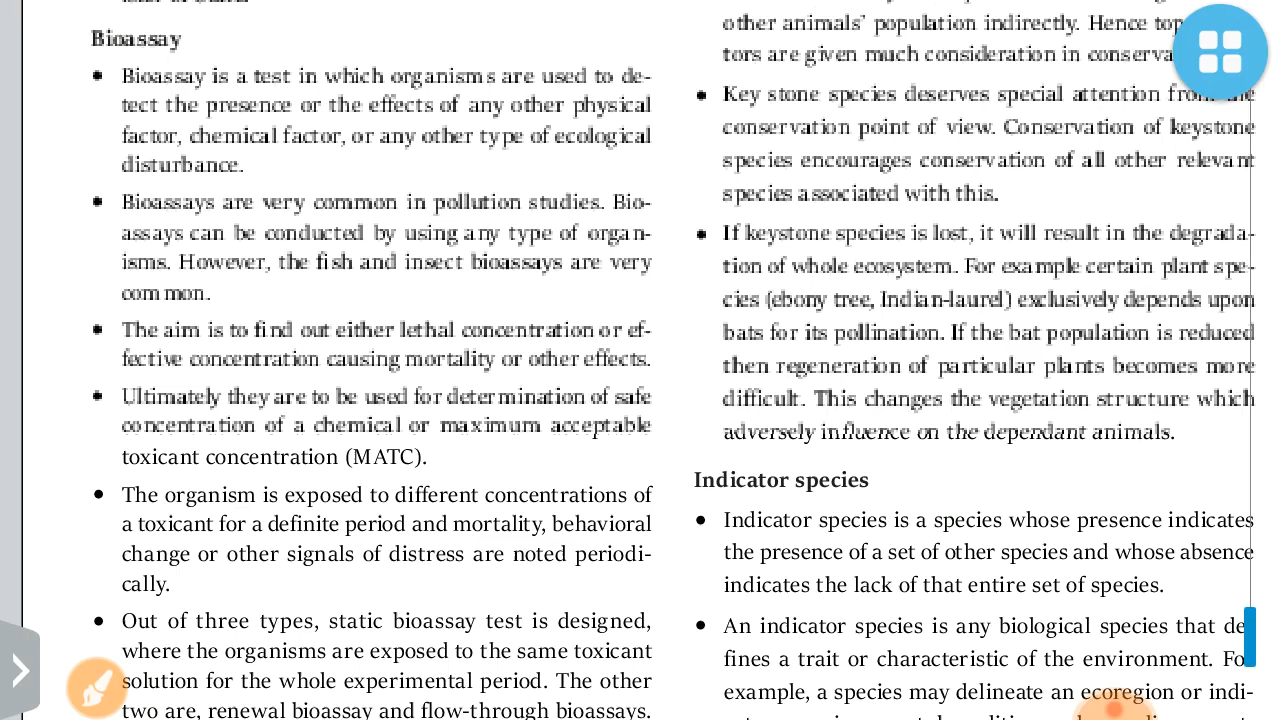 Bioassay
• Bioassay is a test in which organisms are used to de-
tect the presence or the effects of any other physical
factor, chemical factor, or any other type of ecological
disturbance.
• Bioassays are very common in pollution studies. Bio-
assays can be conducted by using any type of organ-
isms. However, the fish and insect bioassays are very
common.
• The aim is to find out either lethal concentration or ef-
fective concentration causing mortality or other effects.
• Ultimately they are to be used for determination of safe
concentration of a chemical or maximum acceptable
toxicant concentration (MATC).
• The organism is exposed to different concentrations of
a toxicant for a definite period and mortality, behavioral
change or other signals of distress are noted periodi-
cally.
• Out of three types, static bioassay test is designed,
where the organisms are exposed to the same toxicant
solution for the whole experimental period. The other
two are, renewal bioassay and flow-through bioassays.
other animals' population indirectly. Hence top
tors are given much consideration in conserva
• Key stone species deserves special attention from the
conservation point of view. Conservation of keystone
species encourages conservation of all other relevant
species associated with this.
• If keystone species is lost, it will result in the degrada-
tion of whole ecosystem. For example certain plant spe-
cies (ebony tree, Indian-laurel) exclusively depends upon
bats for its pollination. If the bat population is reduced
then regeneration of particular plants becomes more
difficult. This changes the vegetation structure which
adversely influence on the dependant animals.
Indicator species
• Indicator species is a species whose presence indicates
the presence of a set of other species and whose absence
indicates the lack of that entire set of species.
• An indicator species is any biological species that de-
fines a trait or characteristic of the environment. For
example, a species may delineate an ecoregion or indi-